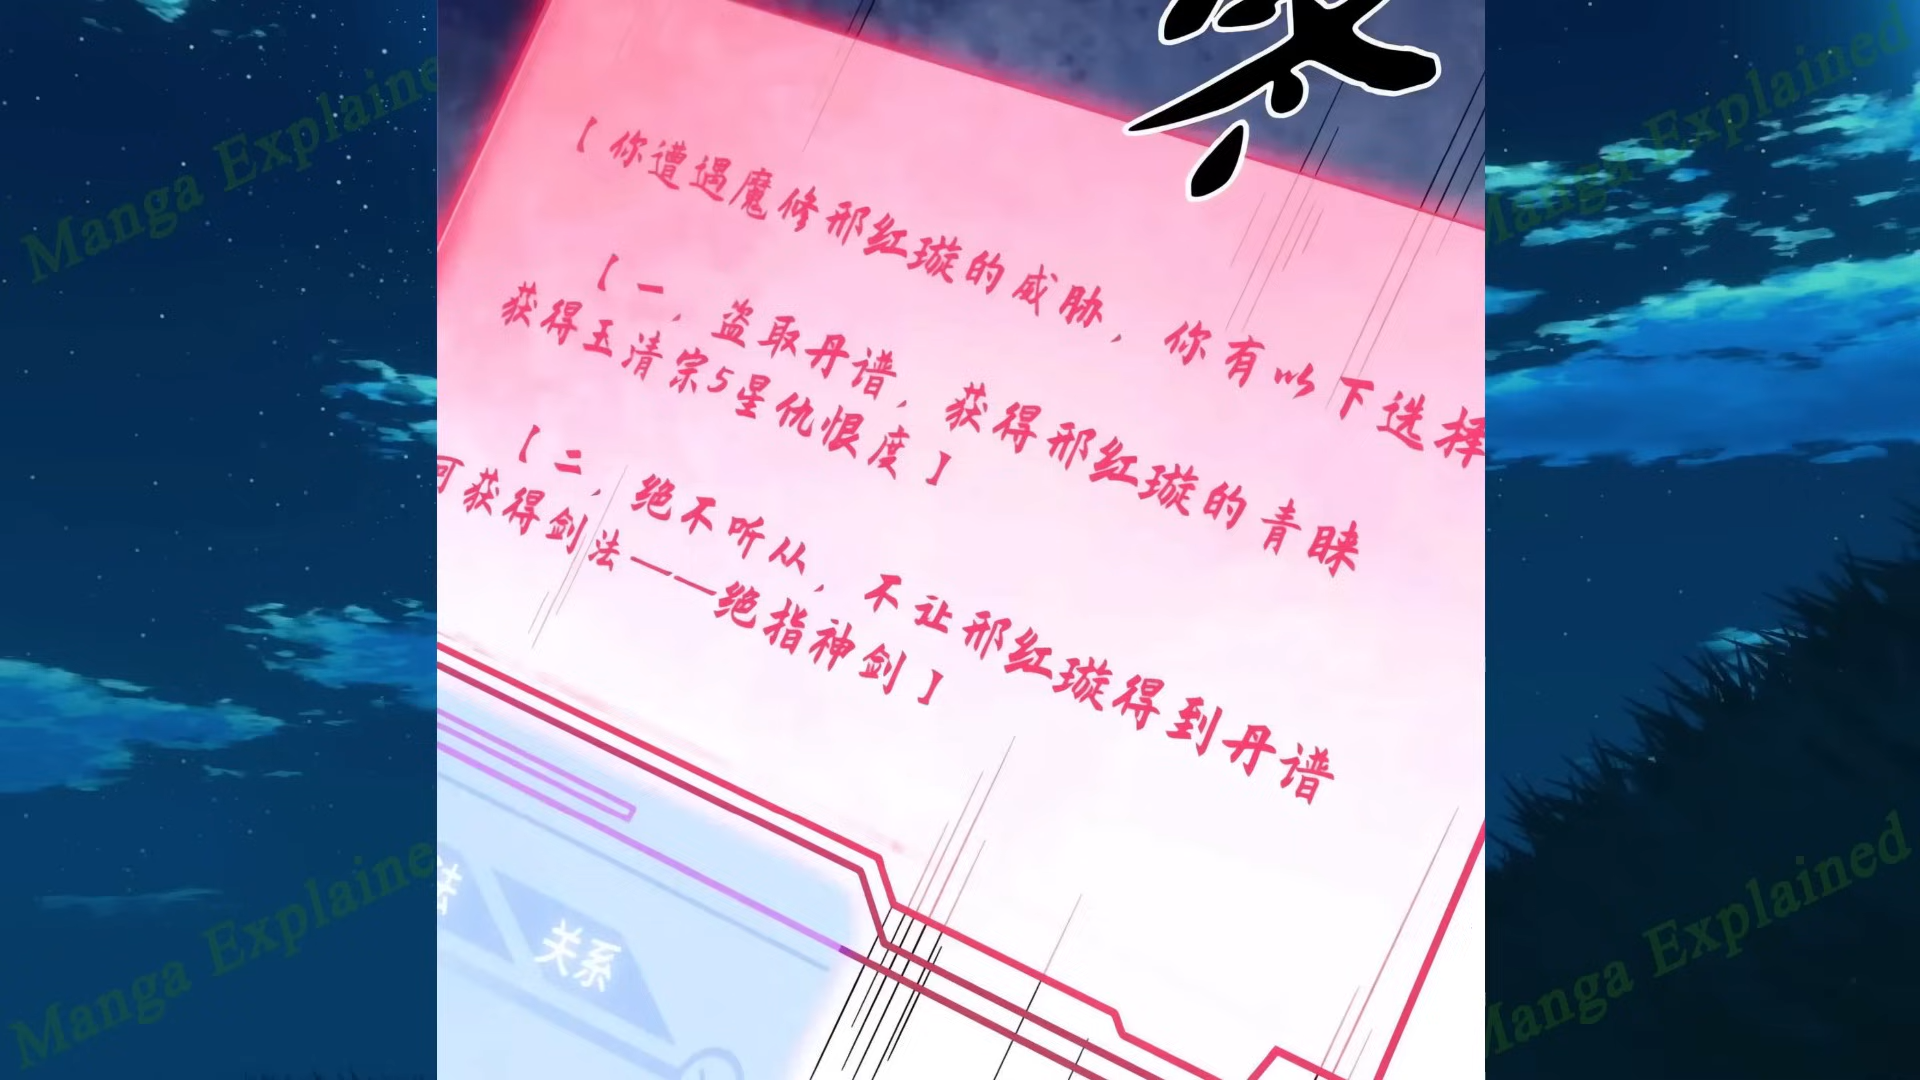 【你遭遇魔修邢红璇的威胁，你有以下选择
【一，盗取丹谱，获得邢红璇的青睐
获得玉清宗5星仇恨度】
【二，绝不听从，不让邢红璇得到丹谱
可获得剑法——绝指神剑】
法
关系
Manga Explained
Manga Explained
Manga Explained
Manga Explained